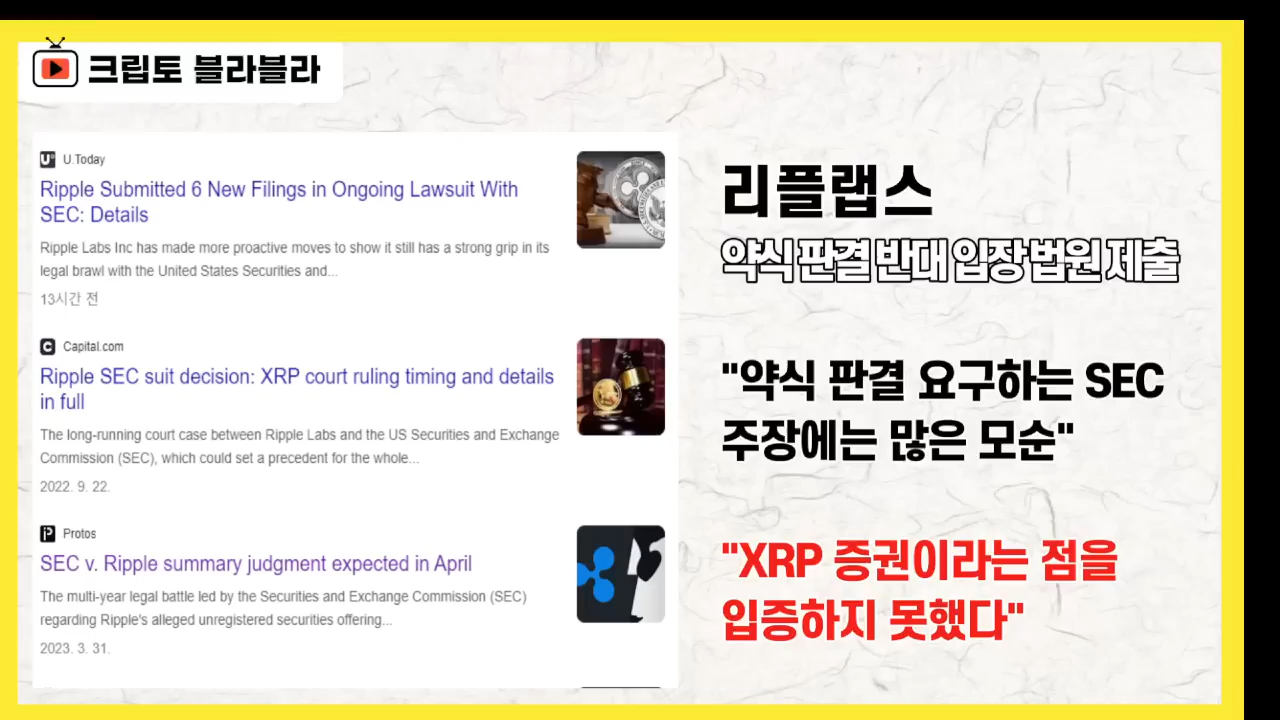 크립토 블라블라
U.Today
Ripple Submitted 6 New Filings in Ongoing Lawsuit With
SEC: Details
Ripple Labs Inc has made more proactive moves to show it still has a strong grip in its
legal brawl with the United States Securities and...
13시간 전
Capital.com
Ripple SEC suit decision: XRP court ruling timing and details
in full
The long-running court case between Ripple Labs and the US Securities and Exchange
Commission (SEC), which could set a precedent for the whole...
2022. 9. 22.
Protos
SEC v. Ripple summary judgment expected in April
The multi-year legal battle led by the Securities and Exchange Commission (SEC)
regarding Ripple's alleged unregistered securities offering...
2023. 3. 31.
리플랩스
약식 판결 반대 입장 법원 제출
"약식 판결 요구하는 SEC
주장에는 많은 모순"
"XRP 증권이라는 점을
입증하지 못했다"